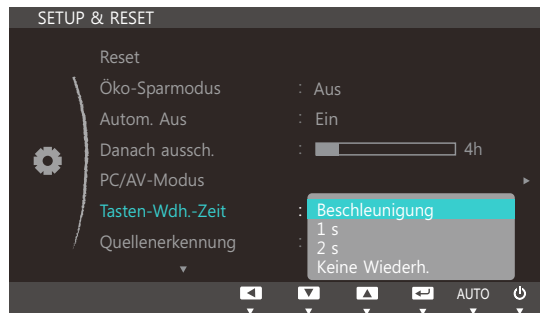 SETUP & RESET
Reset
Öko-Sparmodus : Aus
Autom. Aus : Ein
Danach aussch. : 4h
PC/AV-Modus
Tasten-Wdh.-Zeit : Beschleunigung
1 s
2 s
Keine Wiederh.
Quellenerkennung :
AUTO